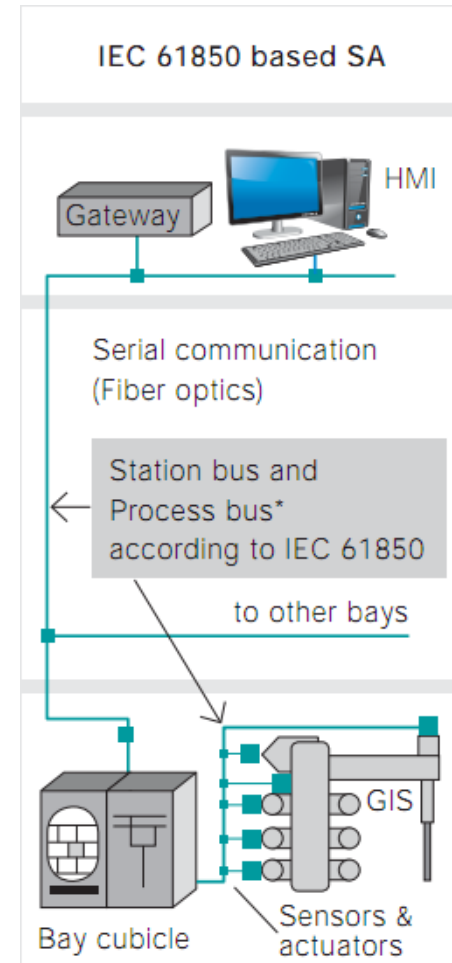 IEC 61850 based SA
HMI
Gateway
Serial communication
(Fiber optics)
Station bus and
Process bus*
according to IEC 61850
to other bays
GIS
Sensors &
actuators
Bay cubicle